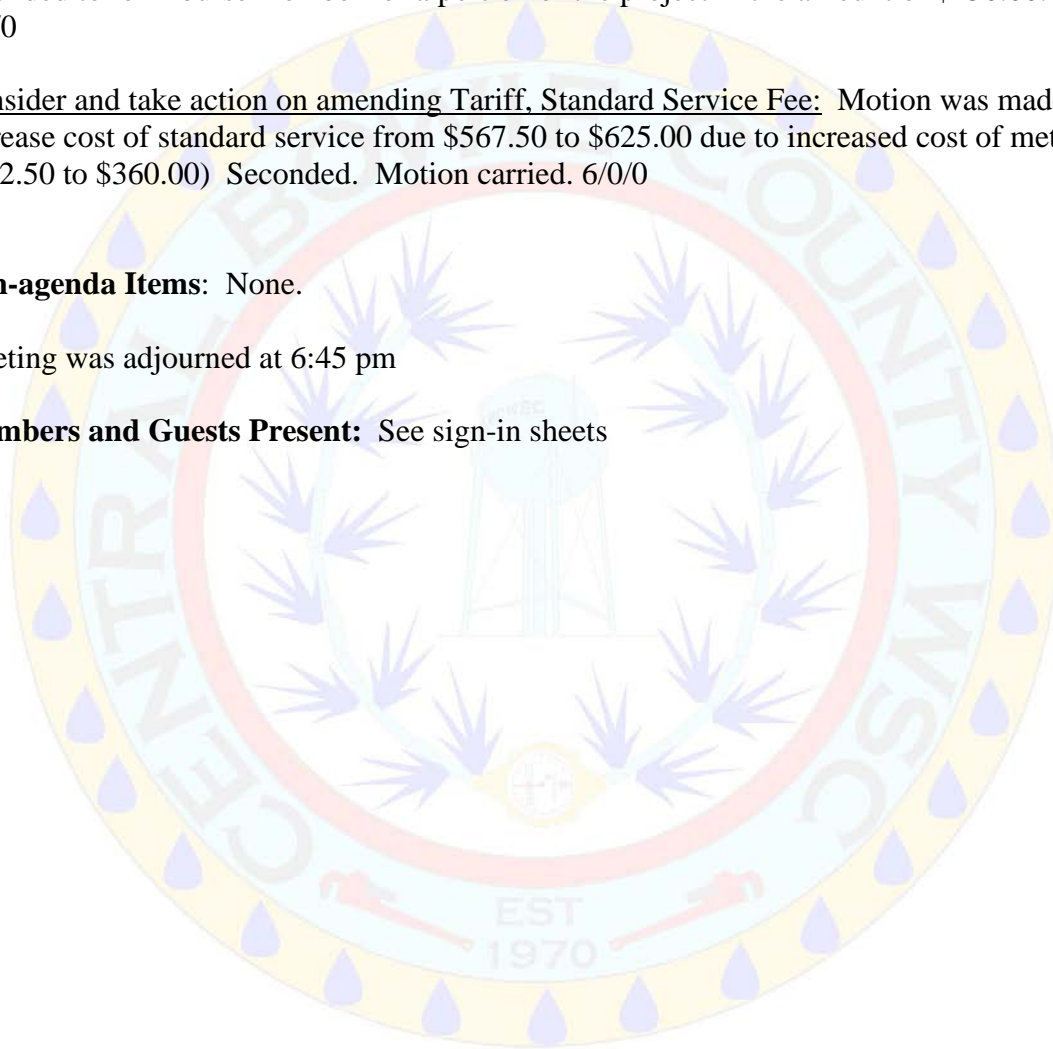 /0
nsider and take action on amending Tariff, Standard Service Fee: Motion was mad
rease cost of standard service from $567.50 to $625.00 due to increased cost of met
2.50 to $360.00) Seconded. Motion carried. 6/0/0
n-agenda Items: None.
eting was adjourned at 6:45 pm
mbers and Guests Present: See sign-in sheets
CENTRAL BOWIE COUNTY WSC
EST
1970